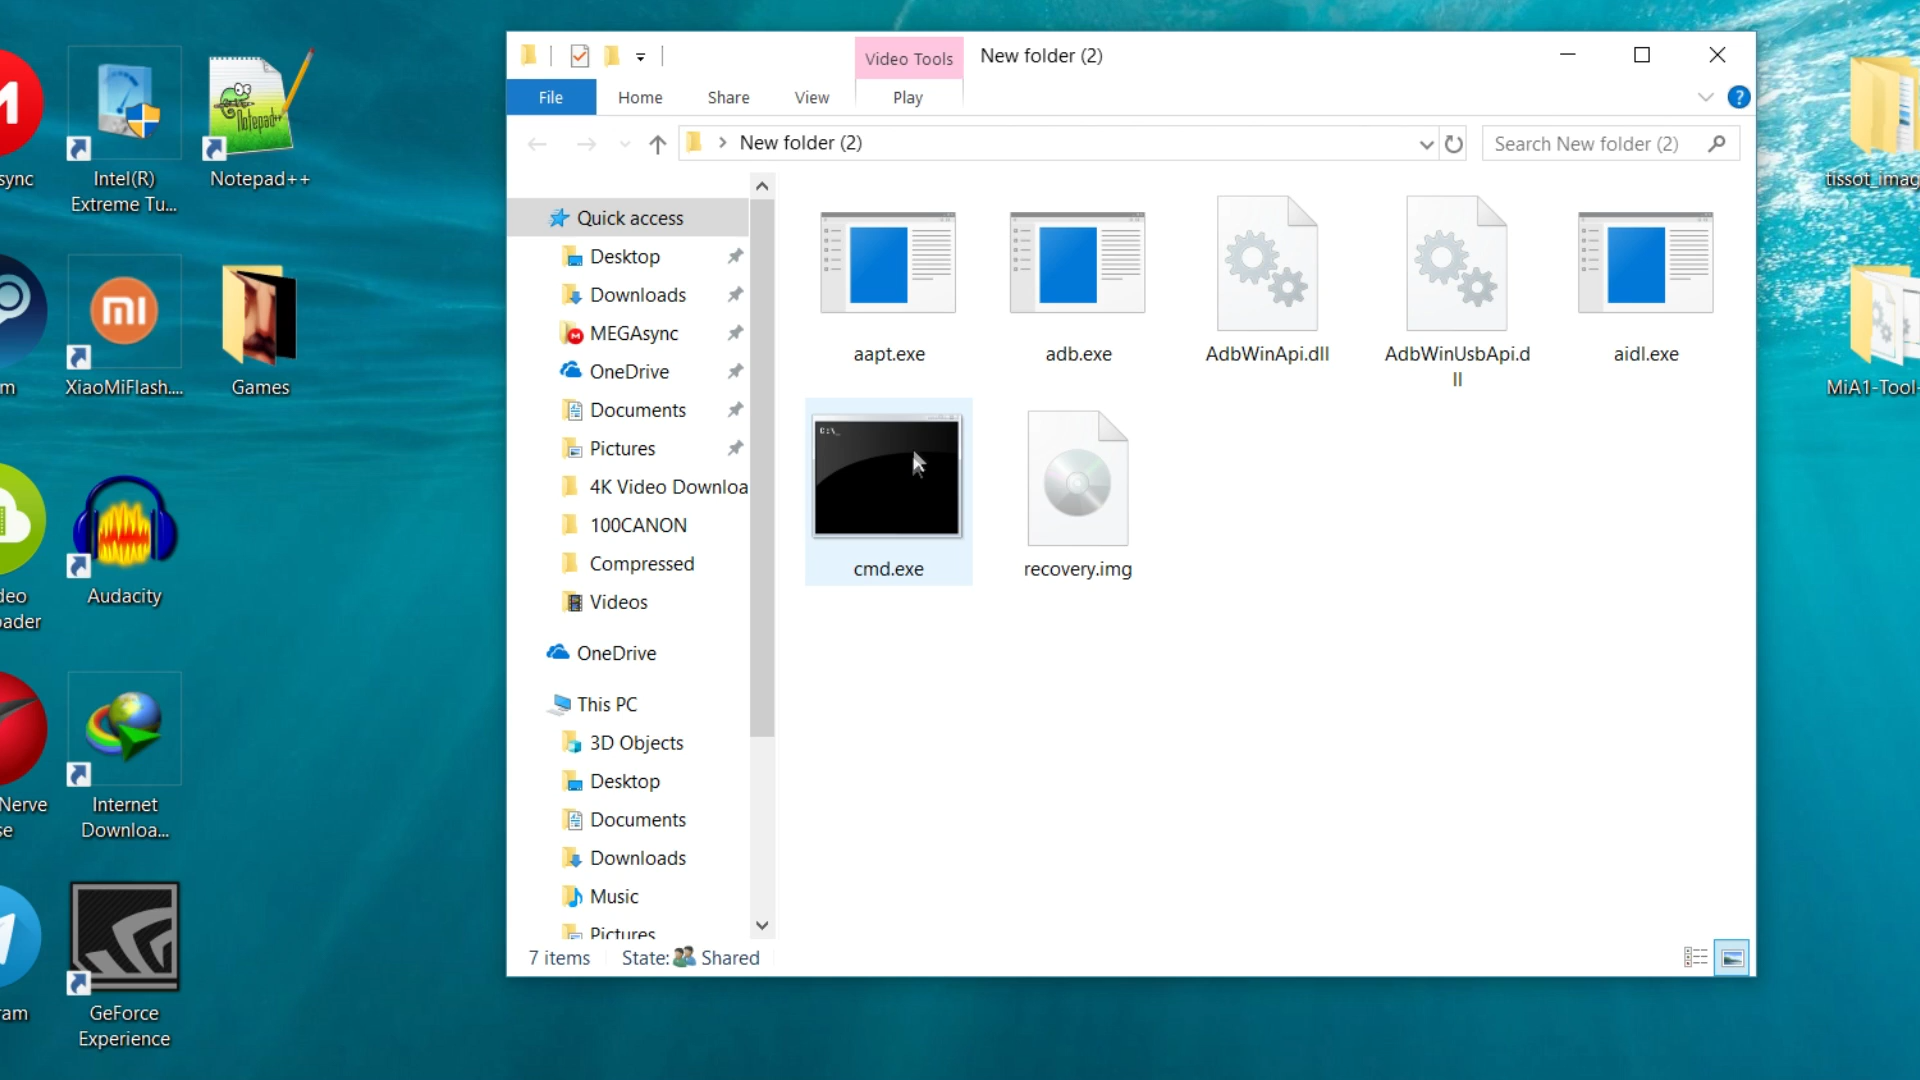 Video Tools
New folder (2)
File
Home
Share
View
Play
New folder (2)
Search New folder (2)
Quick access
Desktop
Downloads
MEGAsync
OneDrive
Documents
Pictures
4K Video Downloa
100CANON
Compressed
Videos
OneDrive
This PC
3D Objects
Desktop
Documents
Downloads
Music
Pictures
aapt.exe
adb.exe
AdbWinApi.dll
AdbWinUsbApi.d
ll
aidl.exe
C:\_
cmd.exe
recovery.img
7 items
State:
Shared
sync
Intel(R)
Extreme Tu...
Notepad++
Notepad++
m
mi
XiaoMiFlash....
Games
deo
oader
Audacity
Nerve
se
Internet
Downloa...
ram
GeForce
Experience
tissot_imag
MiA1-Tool-